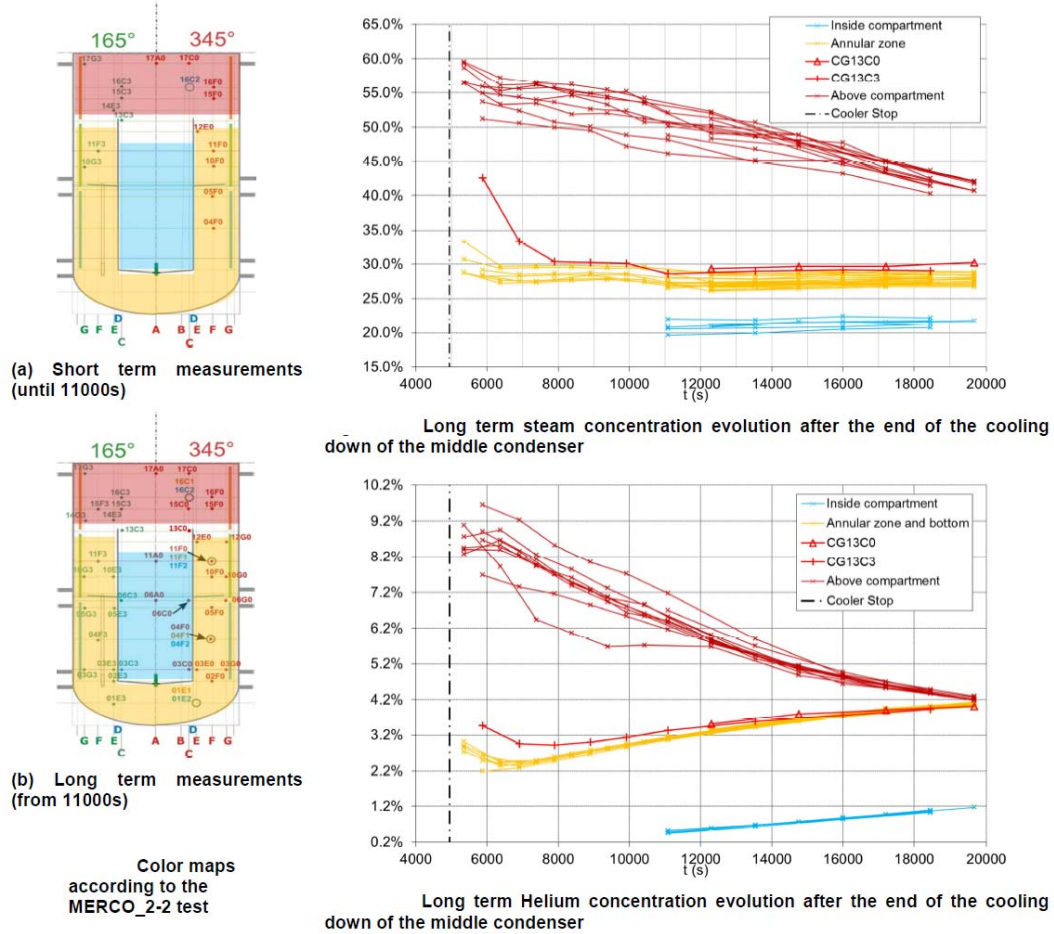 165° 345°
17G3 17A0 17C0
16C3 16C2 16F0
15C3 15F0
14E3
13C3
12E0
11F3 11F0
10G3 10F0
05F0
04F0
D D
G F E A B E F G
C C
(a) Short term measurements
(until 11000s)
65.0%
60.0%
55.0%
50.0%
45.0%
40.0%
35.0%
30.0%
25.0%
20.0%
15.0%
4000 6000 8000 10000 12000 14000 16000 18000 20000
t (s)
Inside compartment
Annular zone
CG13C0
CG13C3
Above compartment
Cooler Stop
Long term steam concentration evolution after the end of the cooling
down of the middle condenser
165° 345°
17G3 17A0 17C0
16C1
16C3 16C2 16F0
15F3 15C3 15C0 15F0
14G3 14E3
13C3 13C0
12E0 12G0
11F0
11F3 11A0 11F1
11F2
10G3 10E3 10F0 10G0
06C3 06A0 06G0
05G3 05E3 06C0 05F0
04F0
04F3 04F1
04F2
03G3 03E3 03C3 03C0 03E0 03G0
02E3 02F0
01E1
01E3 01E2
D D
G F E A B E F G
C C
(b) Long term measurements
(from 11000s)
10.2%
9.2%
8.2%
7.2%
6.2%
5.2%
4.2%
3.2%
2.2%
1.2%
0.2%
4000 6000 8000 10000 12000 14000 16000 18000 20000
t (s)
Inside compartment
Annular zone and bottom
CG13C0
CG13C3
Above compartment
Cooler Stop
Color maps
according to the
MERCO_2-2 test
Long term Helium concentration evolution after the end of the cooling
down of the middle condenser